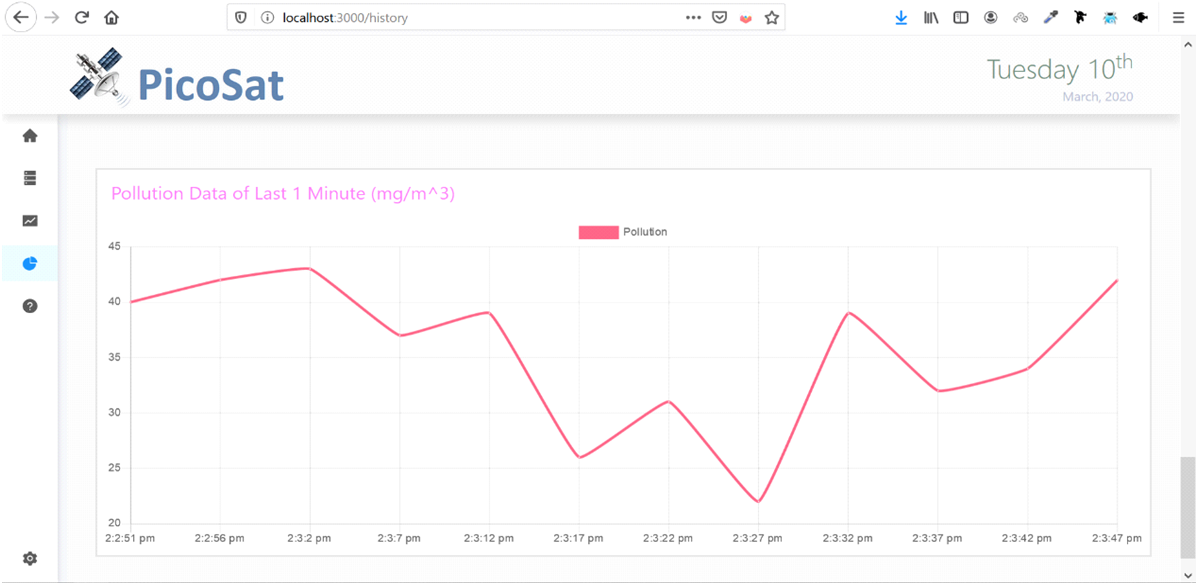 localhost:3000/history
PicoSat
Tuesday 10th
March, 2020
Pollution Data of Last 1 Minute (mg/m^3)
Pollution
45
40
35
30
25
20
2:2:51 pm 2:2:56 pm 2:3:2 pm 2:3:7 pm 2:3:12 pm 2:3:17 pm 2:3:22 pm 2:3:27 pm 2:3:32 pm 2:3:37 pm 2:3:42 pm 2:3:47 pm